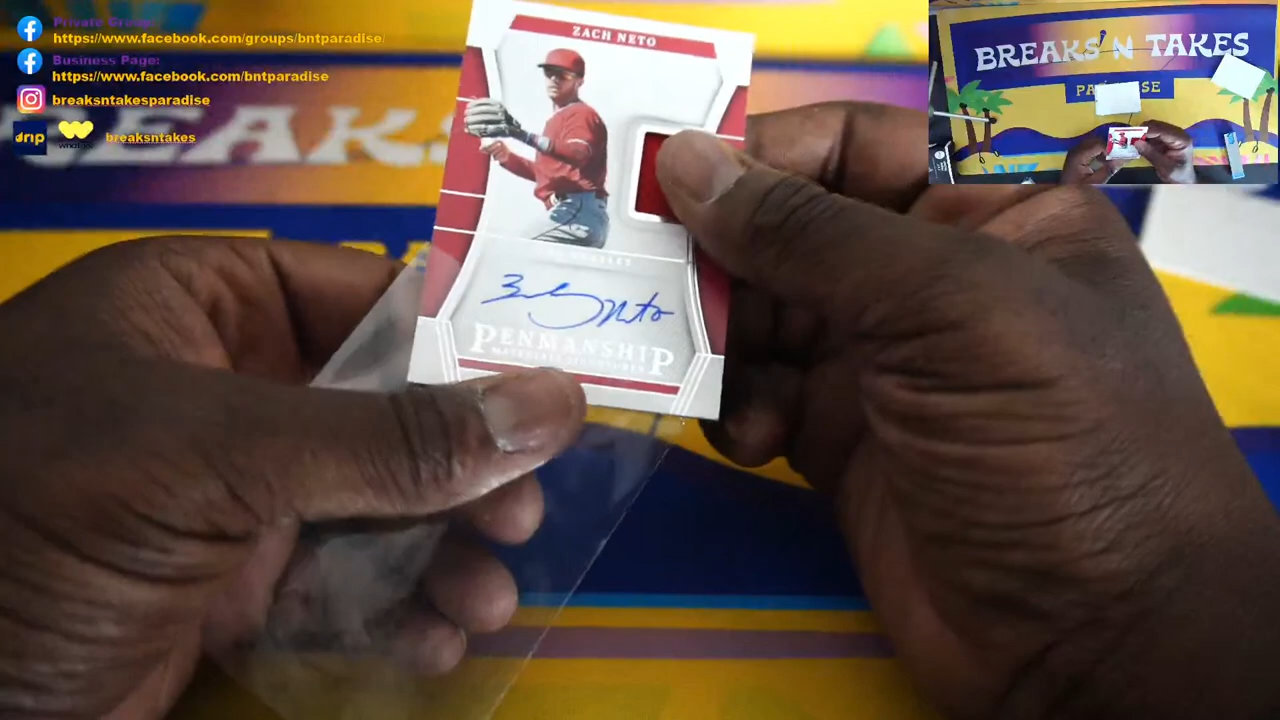 Private Group:
https://www.facebook.com/groups/bntparadise/
Business Page:
https://www.facebook.com/bntparadise
breaksntakesparadise
drip
breaksntakes
ZACH NETO
PENMANSHIP
BREAKS 'N TAKES
BREAKS